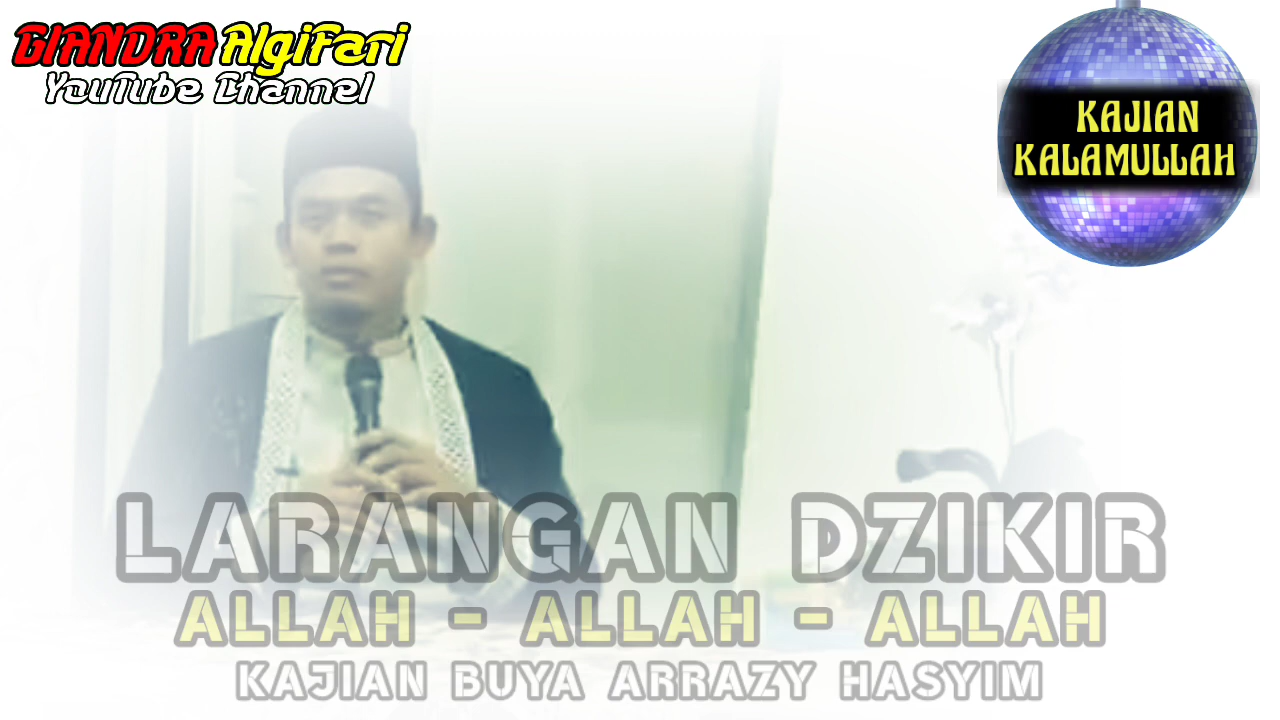 GIANDRA AlgiFari
YouTube Channel
KAJIAN
KALAMULLAH
LARANGAN DZIKIR
ALLAH - ALLAH - ALLAH
KAJIAN BUYA ARRAZY HASYIM